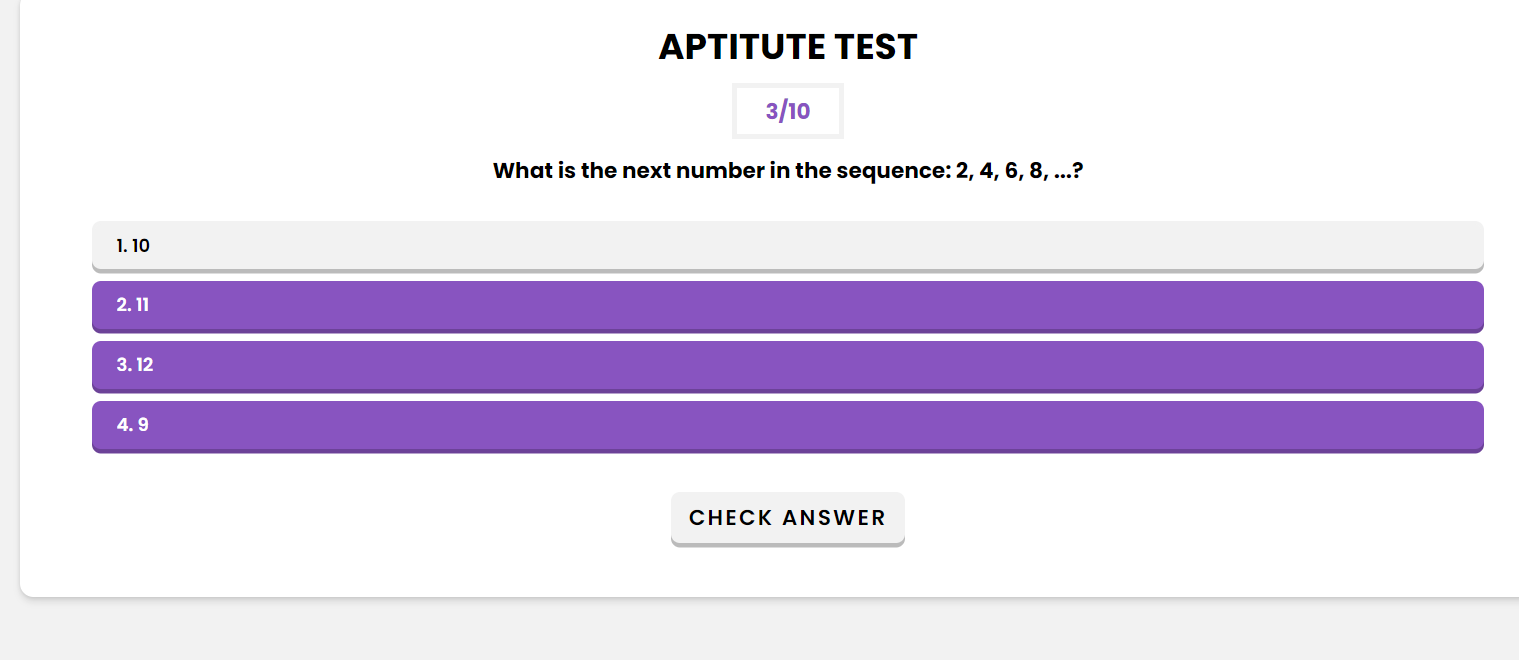 APTITUTE TEST
3/10
What is the next number in the sequence: 2, 4, 6, 8, ...?
1. 10
2. 11
3. 12
4. 9
CHECK ANSWER